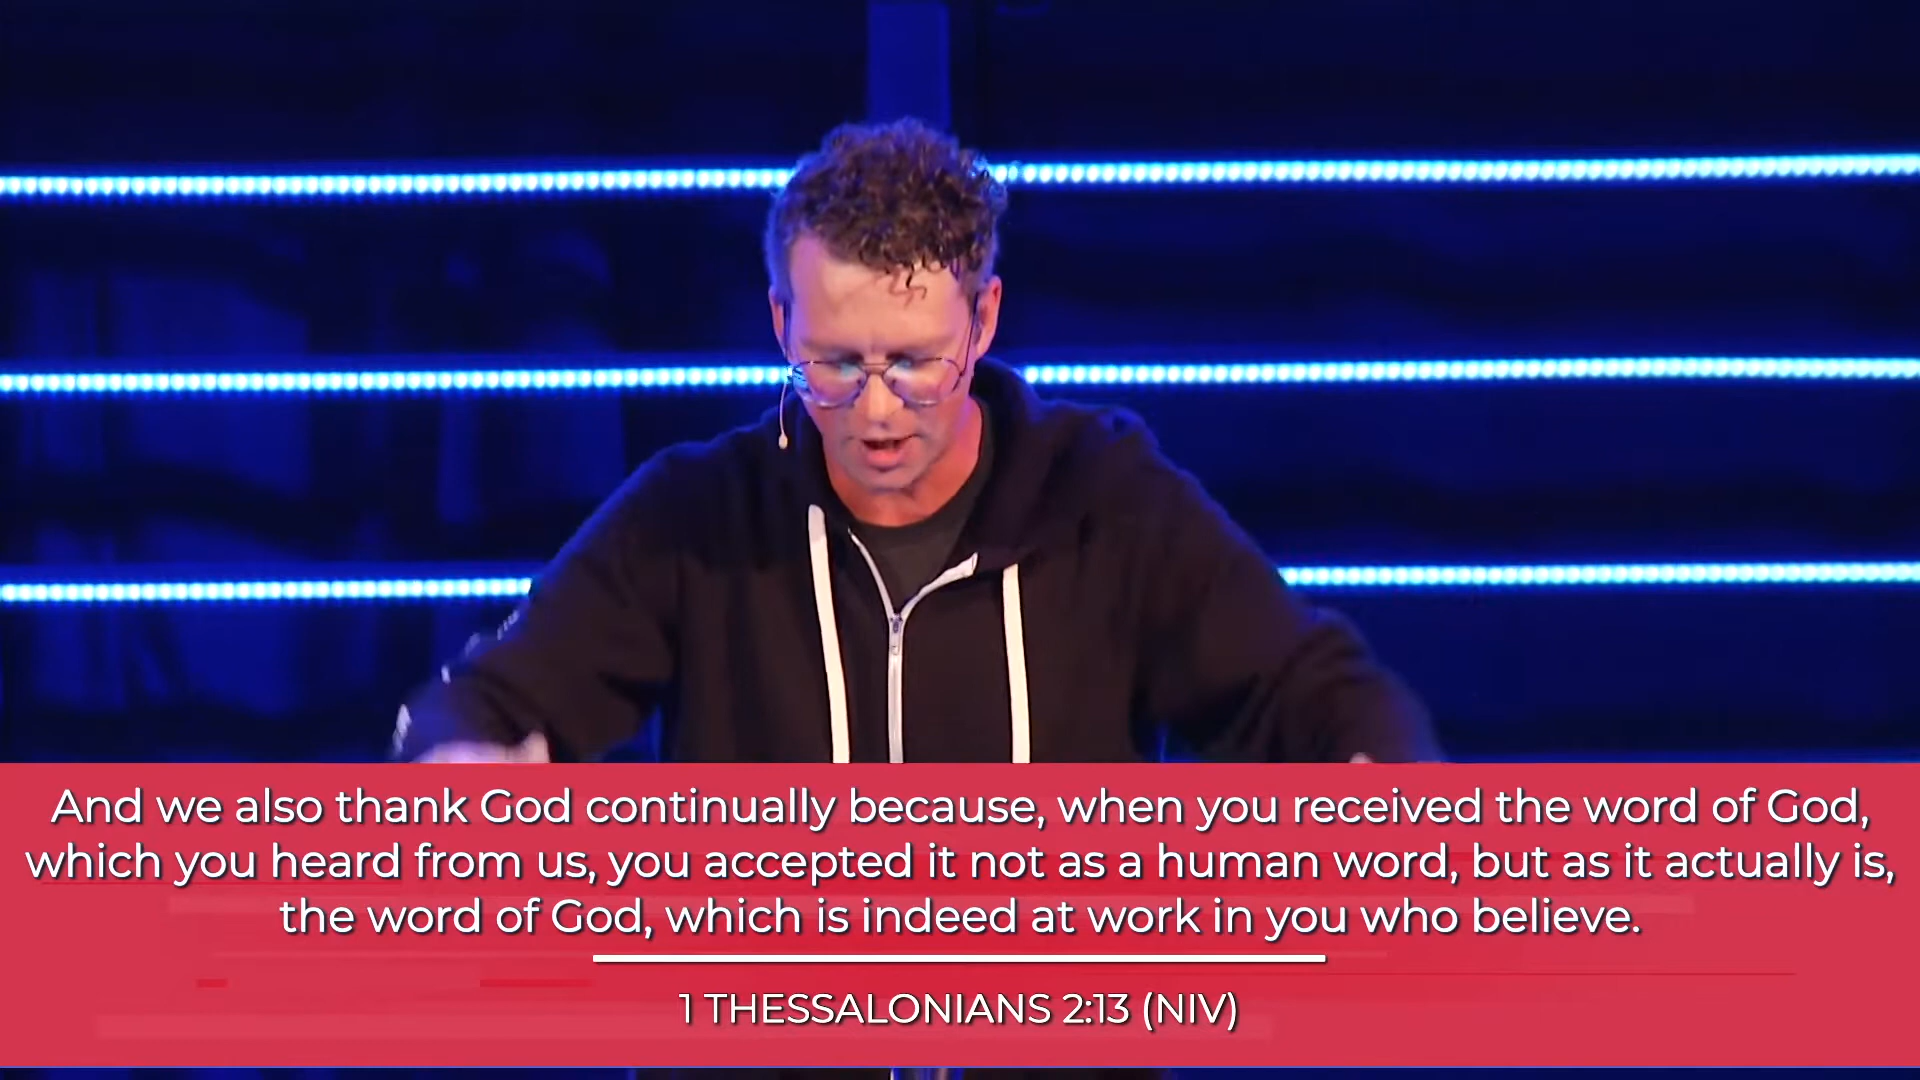 And we also thank God continually because, when you received the word of God,
which you heard from us, you accepted it not as a human word, but as it actually is,
the word of God, which is indeed at work in you who believe.
1 THESSALONIANS 2:13 (NIV)